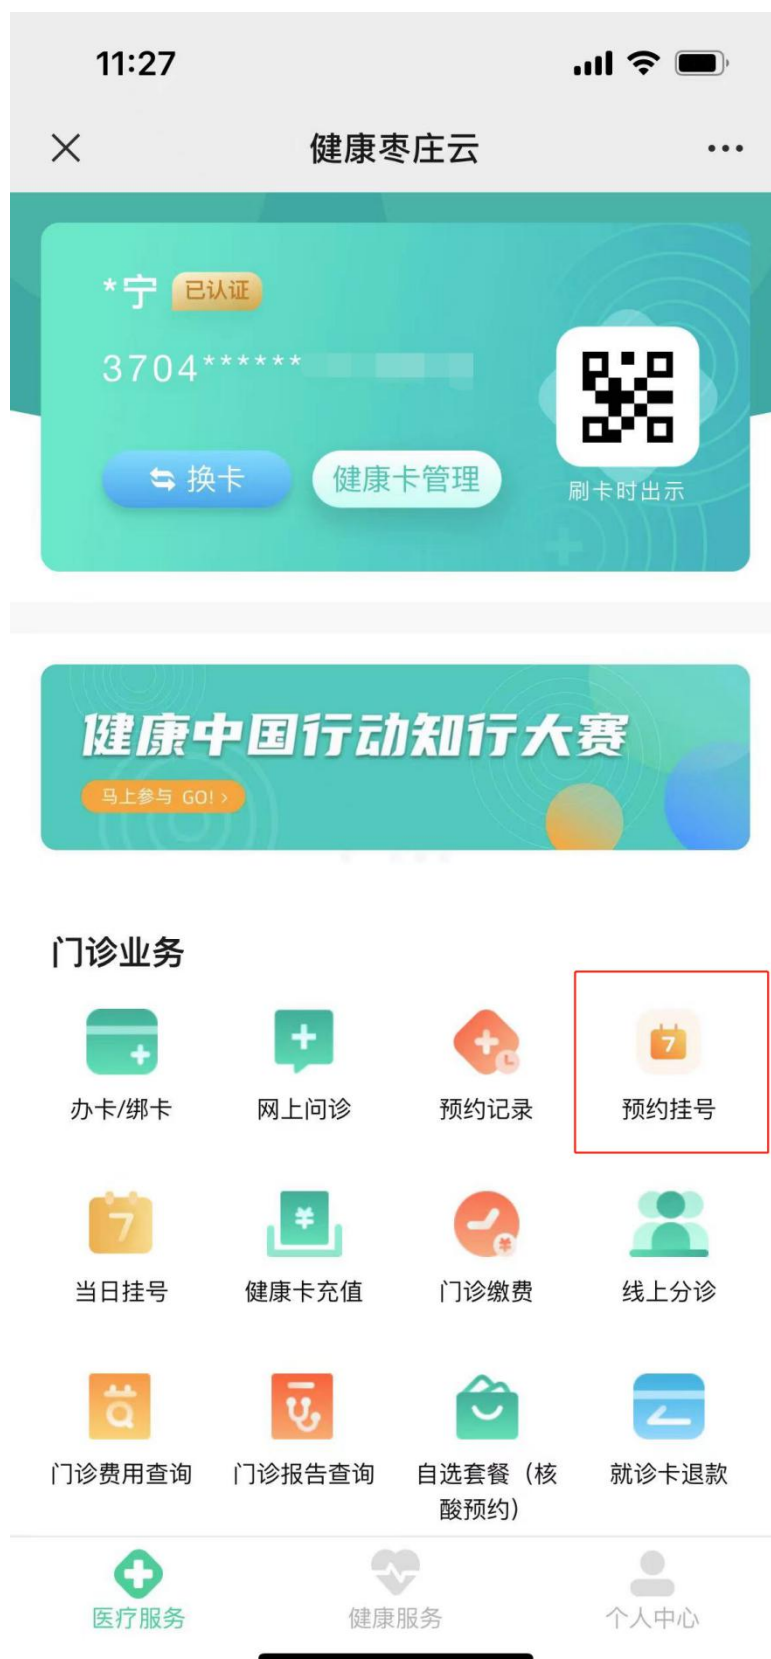 11:27
健康枣庄云
*宁 已认证
3704******
换卡 健康卡管理
刷卡时出示
健康中国行动知行大赛
马上参与 GO! >
门诊业务
7
办卡/绑卡 网上问诊 预约记录 预约挂号
7 ¥ ¥
当日挂号 健康卡充值 门诊缴费 线上分诊
门诊费用查询 门诊报告查询 自选套餐（核 就诊卡退款
酸预约）
医疗服务 健康服务 个人中心